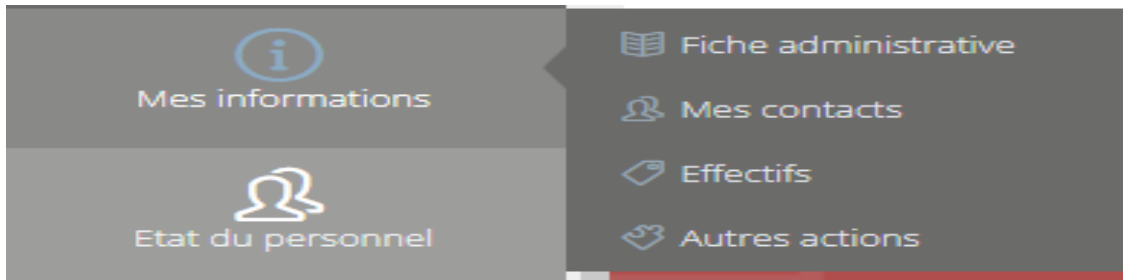 Mes informations
Etat du personnel
Fiche administrative
Mes contacts
Effectifs
Autres actions